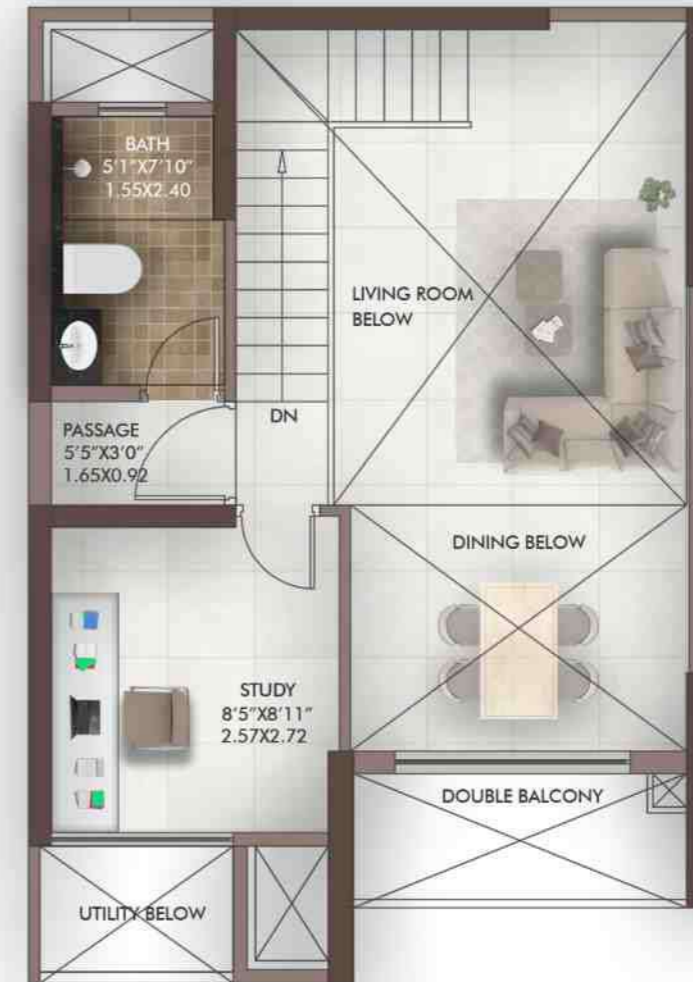 BATH
5'1"X7'10"
1.55X2.40
LIVING ROOM
BELOW
DN
PASSAGE
5'5"X3'0"
1.65X0.92
DINING BELOW
STUDY
8'5"X8'11"
2.57X2.72
DOUBLE BALCONY
UTILITY BELOW